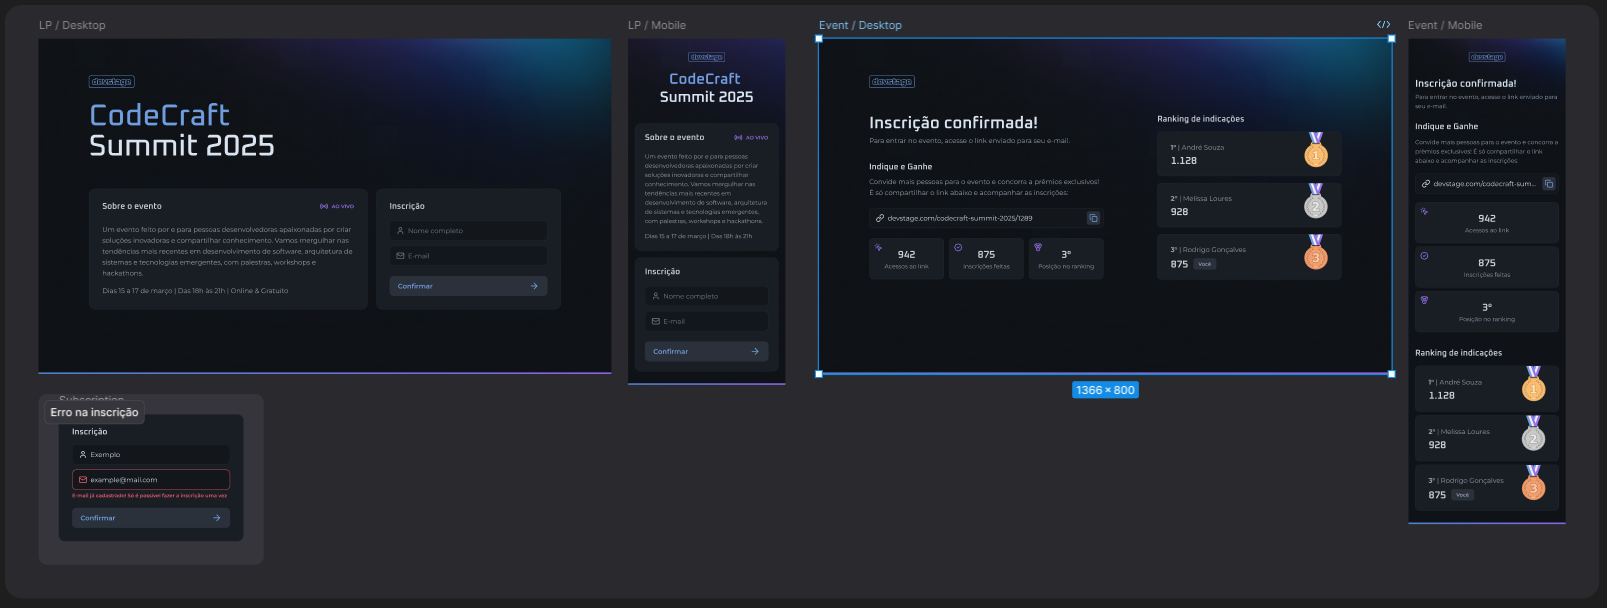 LP / Desktop
devstage
CodeCraft
Summit 2025
Sobre o evento
AO VIVO
Um evento feito por e para pessoas desenvolvedoras apaixonadas por criar
soluções inovadoras e compartilhar conhecimento. Vamos mergulhar nas
tendências mais recentes em desenvolvimento de software, arquitetura de
sistemas e tecnologias emergentes, com palestras, workshops e
hackathons.
Dias 15 a 17 de março | Das 18h às 21h | Online & Gratuito
Inscrição
Nome completo
E-mail
Confirmar
LP / Mobile
devstage
CodeCraft
Summit 2025
Sobre o evento
AO VIVO
Um evento feito por e para pessoas
desenvolvedoras apaixonadas por criar
soluções inovadoras e compartilhar
conhecimento. Vamos mergulhar nas
tendências mais recentes em
desenvolvimento de software, arquitetura
de sistemas e tecnologias emergentes,
com palestras, workshops e hackathons.
Dias 15 a 17 de março | Das 18h às 21h
Inscrição
Nome completo
E-mail
Confirmar
Event / Desktop
devstage
Inscrição confirmada!
Para entrar no evento, acesse o link enviado para seu e-mail.
Indique e Ganhe
Convide mais pessoas para o evento e concorra a prêmios exclusivos!
É só compartilhar o link abaixo e acompanhar as inscrições:
devstage.com/codecraft-summit-2025/1289
942
Acessos ao link
875
Inscrições feitas
3º
Posição no ranking
Ranking de indicações
1º | André Souza
1.128
1
2º | Melissa Loures
928
2
3º | Rodrigo Gonçalves
875 Você
3
1366 × 800
Event / Mobile
devstage
Inscrição confirmada!
Para entrar no evento, acesse o link enviado para
seu e-mail.
Indique e Ganhe
Convide mais pessoas para o evento e concorra a
prêmios exclusivos! É só compartilhar o link
abaixo e acompanhar as inscrições:
devstage.com/codecraft-sum...
942
Acessos ao link
875
Inscrições feitas
3º
Posição no ranking
Ranking de indicações
1º | André Souza
1.128
1
2º | Melissa Loures
928
2
3º | Rodrigo Gonçalves
875 Você
3
Subscription
Erro na inscrição
Inscrição
Exemplo
example@mail.com
E-mail já cadastrado! Só é possível fazer a inscrição uma vez
Confirmar